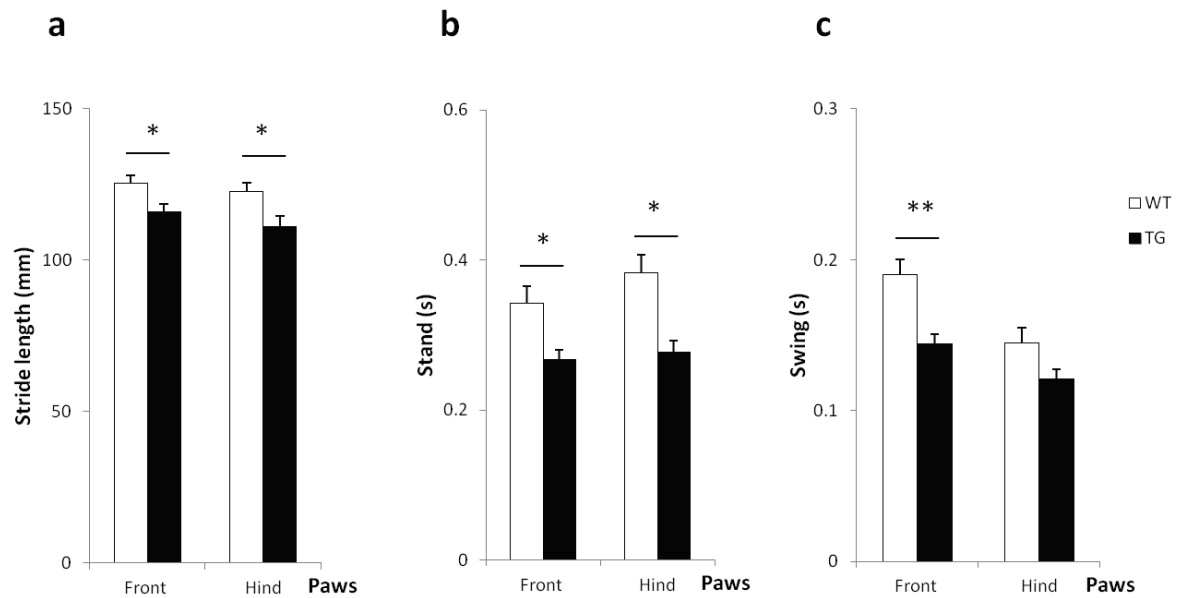 a
150
100
50
0
Stride length (mm)
*
*
Front
Hind
Paws
b
0.6
0.4
0.2
0
Stand (s)
*
*
Front
Hind
Paws
c
0.3
0.2
0.1
0
Swing (s)
**
Front
Hind
Paws
WT
TG